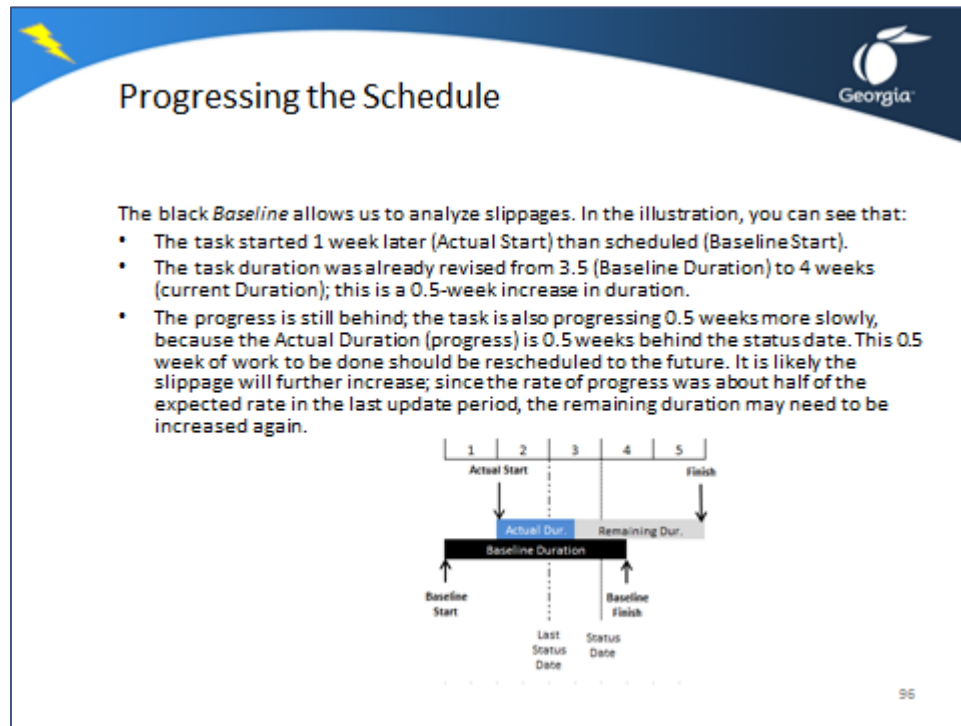 Georgia
Progressing the Schedule
The black Baseline allows us to analyze slippages. In the illustration, you can see that:
• The task started 1 week later (Actual Start) than scheduled (Baseline Start).
• The task duration was already revised from 3.5 (Baseline Duration) to 4 weeks
(current Duration); this is a 0.5-week increase in duration.
• The progress is still behind; the task is also progressing 0.5 weeks more slowly,
because the Actual Duration (progress) is 0.5 weeks behind the status date. This 0.5
week of work to be done should be rescheduled to the future. It is likely the
slippage will further increase; since the rate of progress was about half of the
expected rate in the last update period, the remaining duration may need to be
increased again.
1 2 3 4 5
Actual Start Finish
Actual Dur. Remaining Dur.
Baseline Duration
Baseline
Start
Baseline
Finish
Last
Status
Date
Status
Date
96